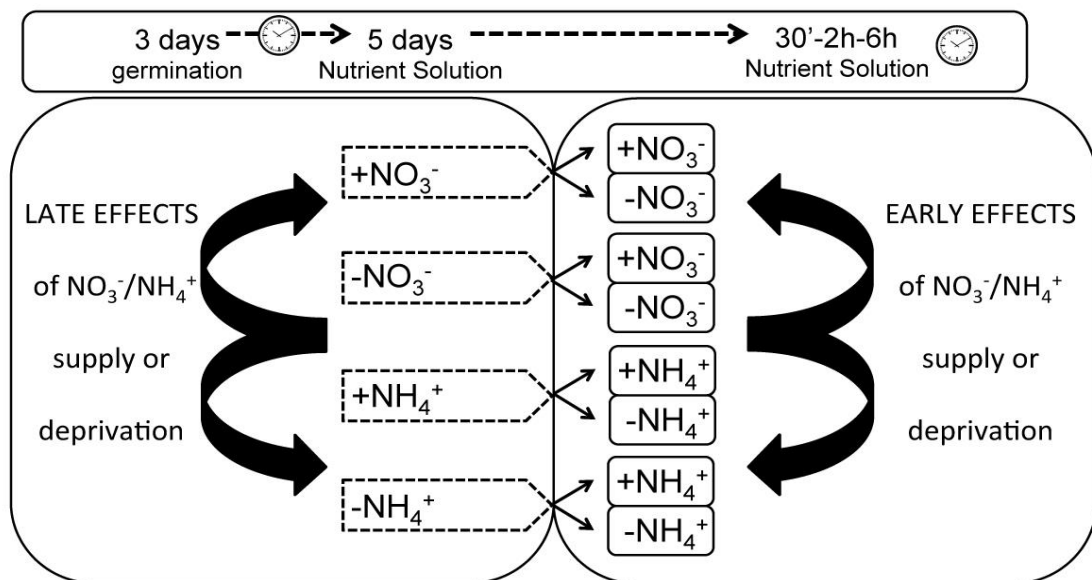 3 days
germination
5 days
Nutrient Solution
30’-2h-6h
Nutrient Solution
LATE EFFECTS
of NO₃⁻/NH₄⁺
supply or
deprivation
+NO₃⁻
-NO₃⁻
+NH₄⁺
-NH₄⁺
+NO₃⁻
-NO₃⁻
+NO₃⁻
-NO₃⁻
+NH₄⁺
-NH₄⁺
+NH₄⁺
-NH₄⁺
EARLY EFFECTS
of NO₃⁻/NH₄⁺
supply or
deprivation